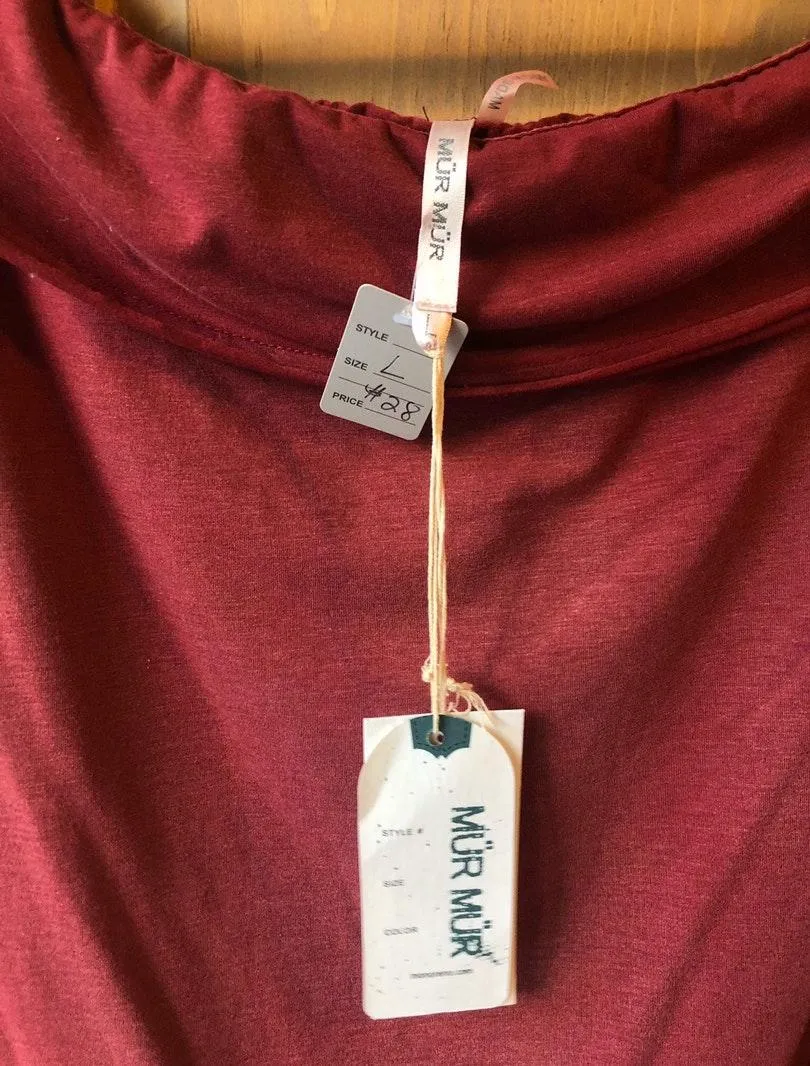 MÜR MÜR
STYLE
SIZE L
PRICE #28
MÜR MÜR
STYLE #
SIZE
COLOR